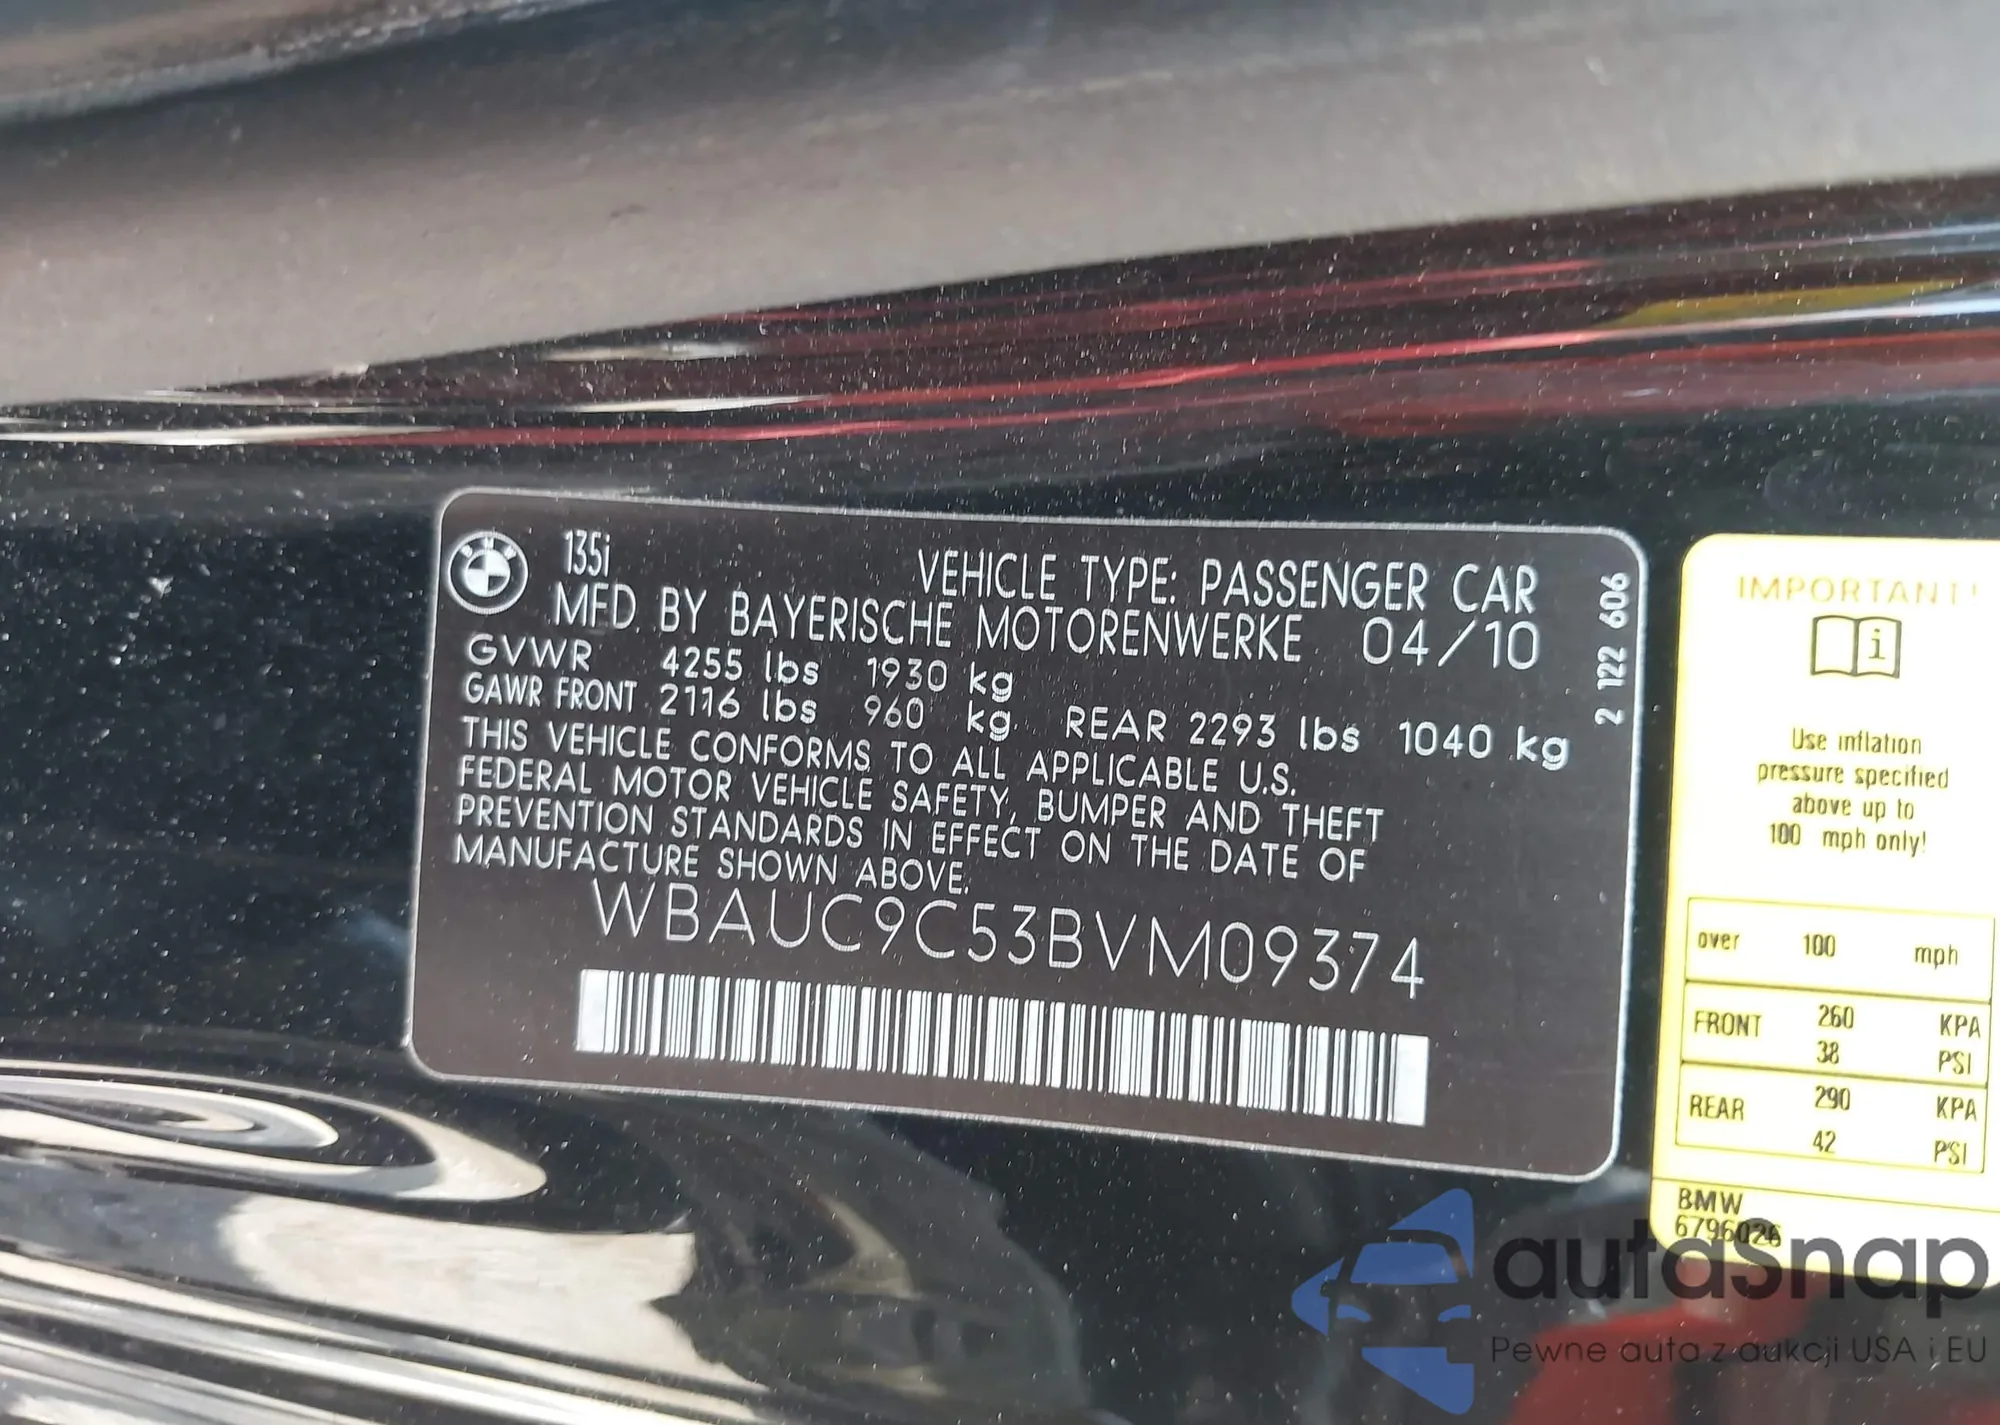 135i
VEHICLE TYPE: PASSENGER CAR
MFD. BY BAYERISCHE MOTORENWERKE 04/10
GVWR 4255 lbs 1930 kg
GAWR FRONT 2116 lbs 960 kg REAR 2293 lbs 1040 kg
THIS VEHICLE CONFORMS TO ALL APPLICABLE U.S.
FEDERAL MOTOR VEHICLE SAFETY, BUMPER AND THEFT
PREVENTION STANDARDS IN EFFECT ON THE DATE OF
MANUFACTURE SHOWN ABOVE.
WBAUC9C53BVM09374
2 122 606
IMPORTANT!
i
Use inflation
pressure specified
above up to
100 mph only!
over 100 mph
FRONT 260 KPA
38 PSI
REAR 290 KPA
42 PSI
BMW
6796026
autaSnap
Pewne auta z aukcji USA i EU